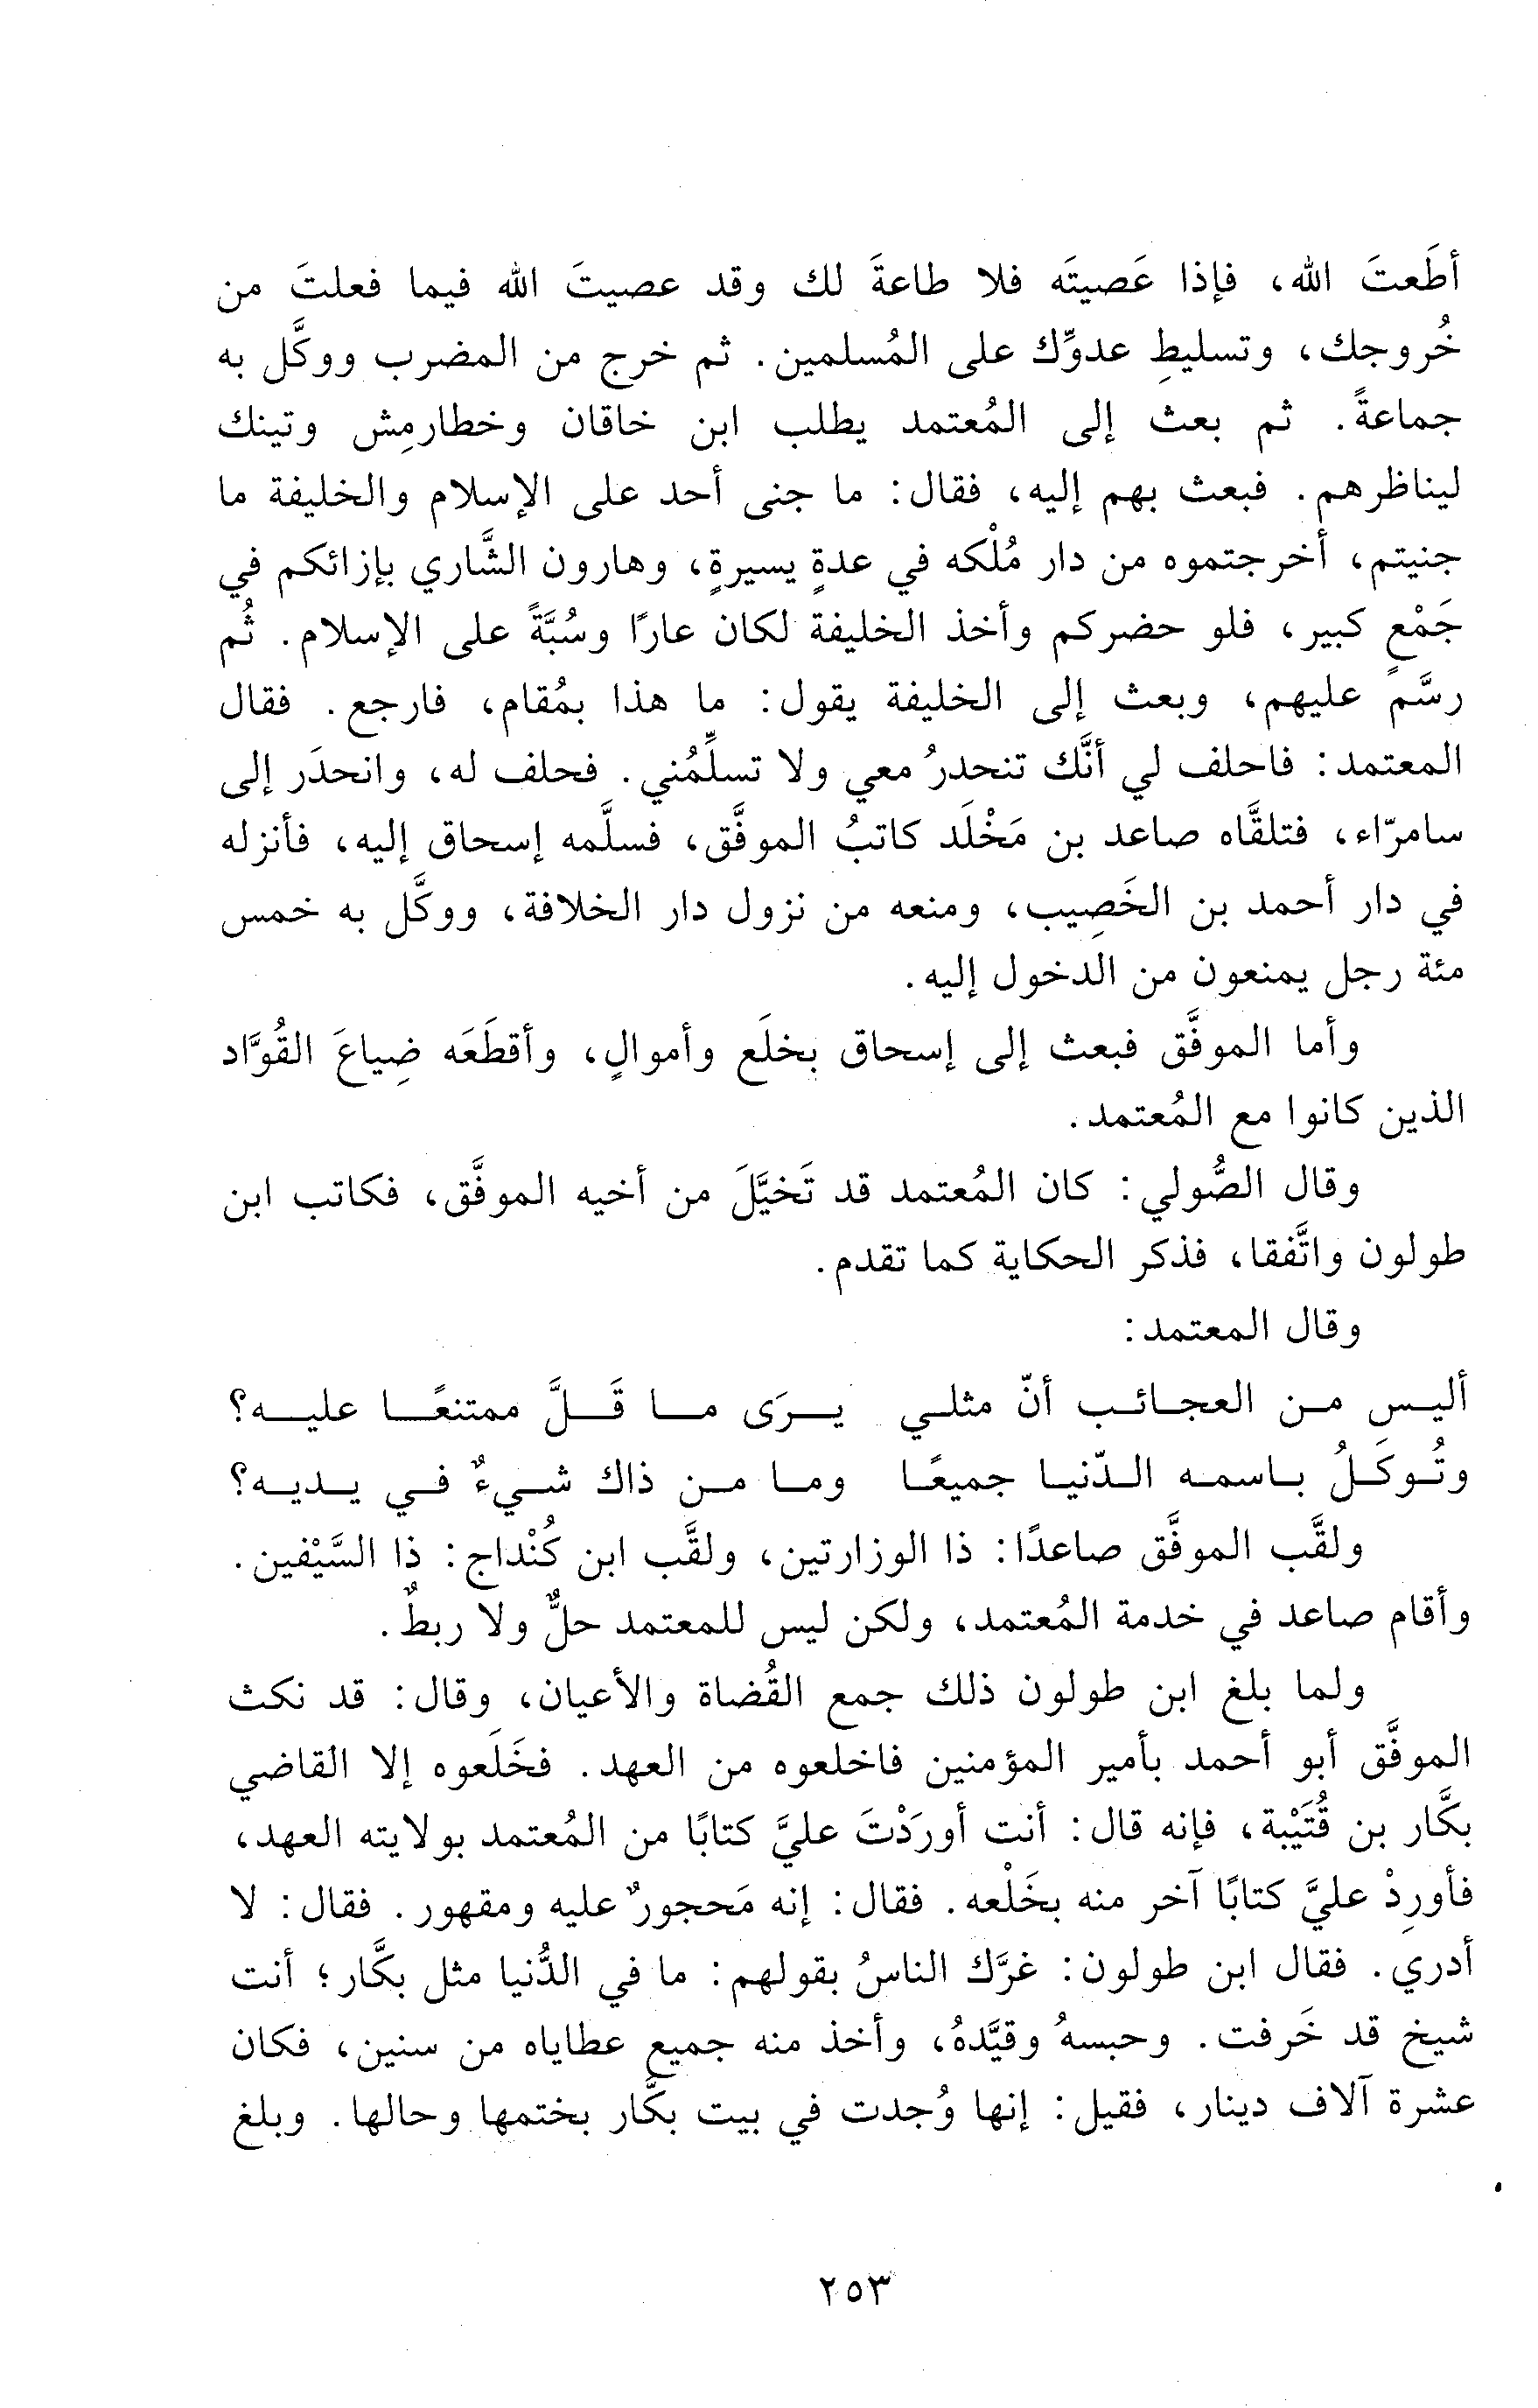 أطَعتَ الله، فإذا عَصيتَه فلا طاعةَ لك وقد عصيتَ الله فيما فعلتَ من
خُروجك، وتسليطِ عدوِّك على المُسلمين. ثم خرج من المضرب ووكَّل به
جماعةً. ثم بعث إلى المُعتمد يطلب ابن خاقان وخطارمِش وتينك
ليناظرهم. فبعث بهم إليه، فقال: ما جنى أحد على الإسلام والخليفة ما
جنيتم، أخرجتموه من دار مُلْكه في عدةٍ يسيرةٍ، وهارون الشَّاري بإزائكم في
جَمْعٍ كبير، فلو حضركم وأخذ الخليفة لكان عارًا وسُبَّةً على الإسلام. ثُم
رسَّم عليهم، وبعث إلى الخليفة يقول: ما هذا بمُقام، فارجع. فقال
المعتمد: فاحلف لي أنَّك تنحدرُ معي ولا تسلِّمُني. فحلف له، وانحدَر إلى
سامرّاء، فتلقَّاه صاعد بن مَخْلَد كاتبُ الموفَّق، فسلَّمه إسحاق إليه، فأنزله
في دار أحمد بن الخَصِيب، ومنعه من نزول دار الخلافة، ووكَّل به خمس
مئة رجل يمنعون من الدخول إليه.
وأما الموفَّق فبعث إلى إسحاق بخلَع وأموالٍ، وأقطَعَه ضِياعَ القُوَّاد
الذين كانوا مع المُعتمد.
وقال الصُّولي: كان المُعتمد قد تَخيَّلَ من أخيه الموفَّق، فكاتب ابن
طولون واتَّفقا، فذكر الحكاية كما تقدم.
وقال المعتمد:
أليس من العجائب أنّ مثلي يرَى ما قَلَّ ممتنعًا عليه؟
وتُوكَلُ باسمه الدّنيا جميعًا وما من ذاك شيءٌ في يديه؟
ولقَّب الموفَّق صاعدًا: ذا الوزارتين، ولقَّب ابن كُنْداج: ذا السَّيْفين.
وأقام صاعد في خدمة المُعتمد، ولكن ليس للمعتمد حلٌّ ولا ربطٌ.
ولما بلغ ابن طولون ذلك جمع القُضاة والأعيان، وقال: قد نكث
الموفَّق أبو أحمد بأمير المؤمنين فاخلعوه من العهد. فخَلَعوه إلا القاضي
بكَّار بن قُتَيْبة، فإنه قال: أنت أوردْتَ عليَّ كتابًا من المُعتمد بولايته العهد،
فأورِدْ عليَّ كتابًا آخر منه بخَلْعه. فقال: إنه مَحجورٌ عليه ومقهور. فقال: لا
أدري. فقال ابن طولون: غرَّك الناسُ بقولهم: ما في الدُّنيا مثل بكَّار؛ أنت
شيخ قد خَرفت. وحبسهُ وقيَّدهُ، وأخذ منه جميع عطاياه من سنين، فكان
عشرة آلاف دينار، فقيل: إنها وُجدت في بيت بكَّار بختمها وحالها. وبلغ
٢٥٣